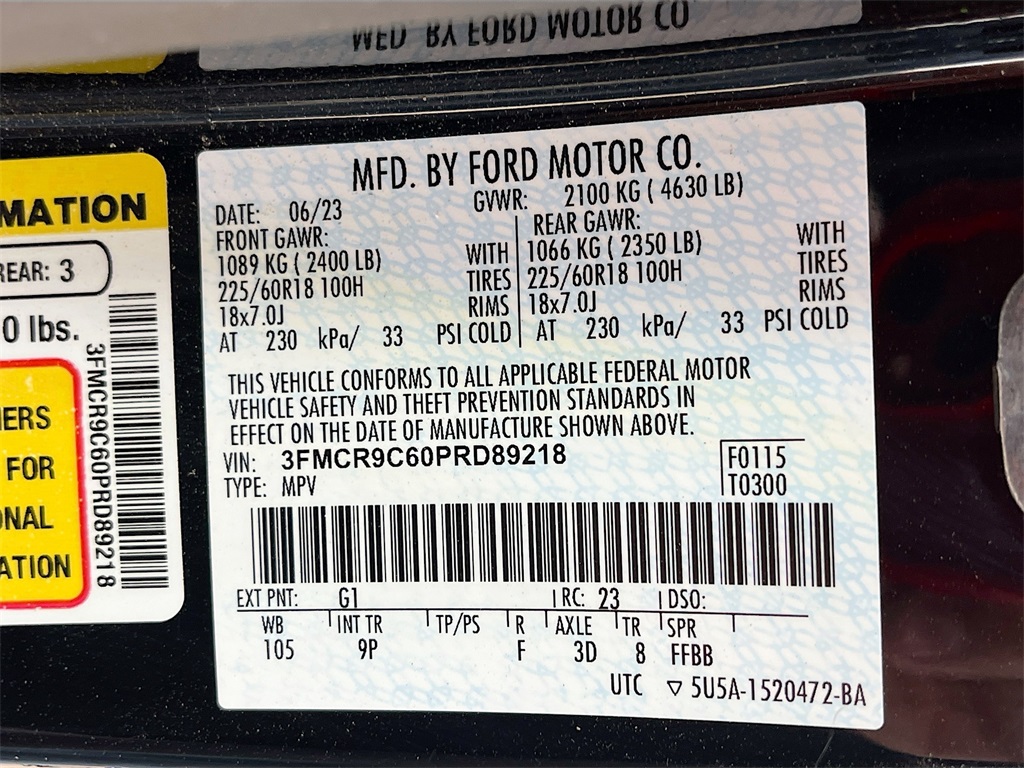 MFD. BY FORD MOTOR CO
MATION
REAR: 3
0 lbs.
3FMCR9C60PRD89218
ERS
FOR
NAL
ATION
MFD. BY FORD MOTOR CO.
DATE: 06/23 GVWR: 2100 KG ( 4630 LB)
FRONT GAWR: REAR GAWR:
1089 KG ( 2400 LB) WITH 1066 KG ( 2350 LB) WITH
225/60R18 100H TIRES 225/60R18 100H TIRES
18x7.0J RIMS 18x7.0J RIMS
AT 230 kPa/ 33 PSI COLD AT 230 kPa/ 33 PSI COLD
THIS VEHICLE CONFORMS TO ALL APPLICABLE FEDERAL MOTOR
VEHICLE SAFETY AND THEFT PREVENTION STANDARDS IN
EFFECT ON THE DATE OF MANUFACTURE SHOWN ABOVE.
VIN: 3FMCR9C60PRD89218 F0115
TYPE: MPV T0300
EXT PNT: G1 RC: 23 DSO:
WB INT TR TP/PS R AXLE TR SPR
105 9P F 3D 8 FFBB
UTC ▽ 5U5A-1520472-BA